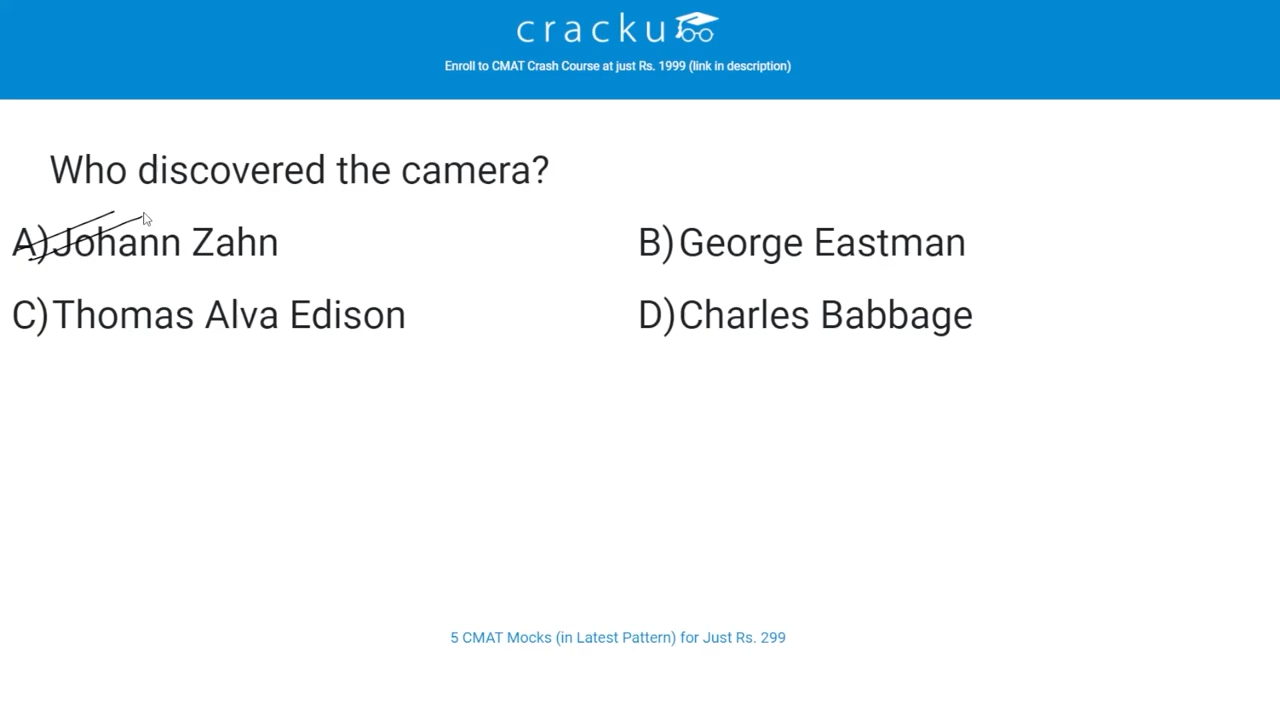 cracku
Enroll to CMAT Crash Course at just Rs. 1999 (link in description)
Who discovered the camera?
A)Johann Zahn
B)George Eastman
C)Thomas Alva Edison
D)Charles Babbage
5 CMAT Mocks (in Latest Pattern) for Just Rs. 299